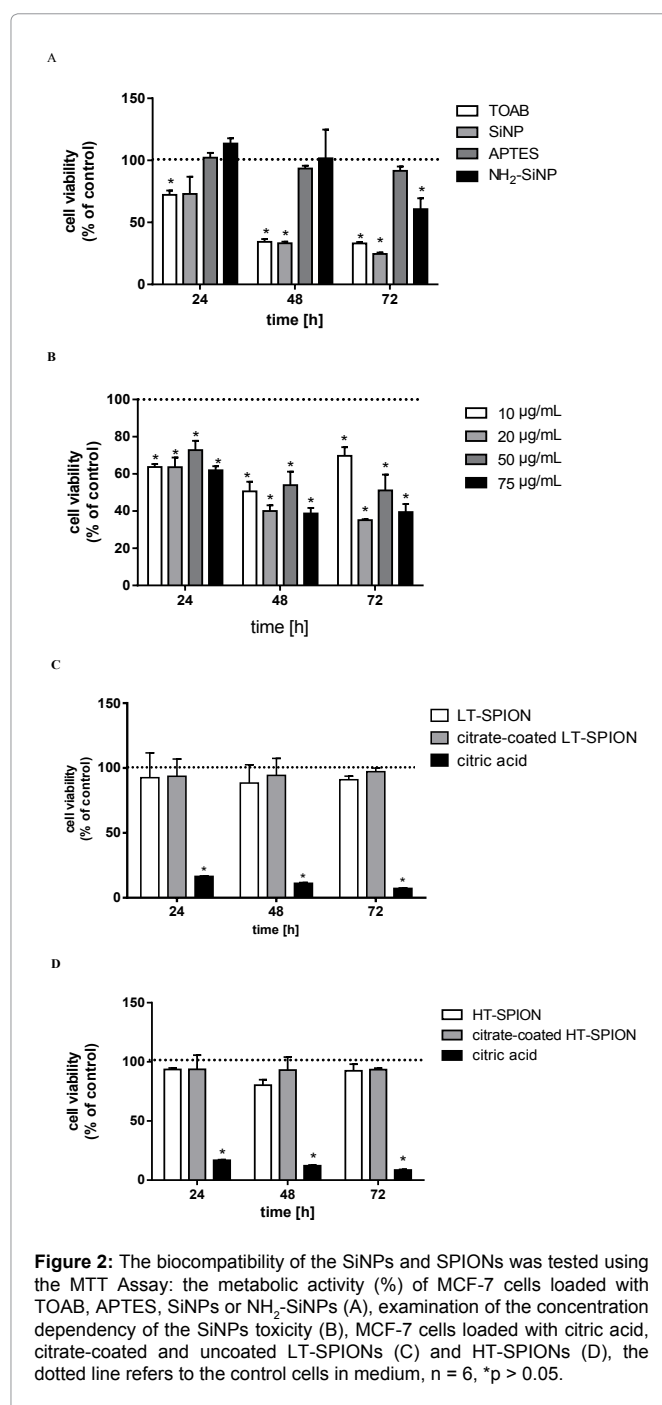 A
150
100
50
0
cell viability
(% of control)
* * * * * *
24 48 72
time [h]
TOAB
SiNP
APTES
NH2-SiNP
B
100
80
60
40
20
0
cell viability
(% of control)
* * * * * * * * * * * *
24 48 72
time [h]
10 µg/mL
20 µg/mL
50 µg/mL
75 µg/mL
C
150
100
50
0
cell viability
(% of control)
* * *
24 48 72
time [h]
LT-SPION
citrate-coated LT-SPION
citric acid
D
150
100
50
0
cell viability
(% of control)
* * *
24 48 72
time [h]
HT-SPION
citrate-coated HT-SPION
citric acid
Figure 2: The biocompatibility of the SiNPs and SPIONs was tested using
the MTT Assay: the metabolic activity (%) of MCF-7 cells loaded with
TOAB, APTES, SiNPs or NH2-SiNPs (A), examination of the concentration
dependency of the SiNPs toxicity (B), MCF-7 cells loaded with citric acid,
citrate-coated and uncoated LT-SPIONs (C) and HT-SPIONs (D), the
dotted line refers to the control cells in medium, n = 6, *p > 0.05.